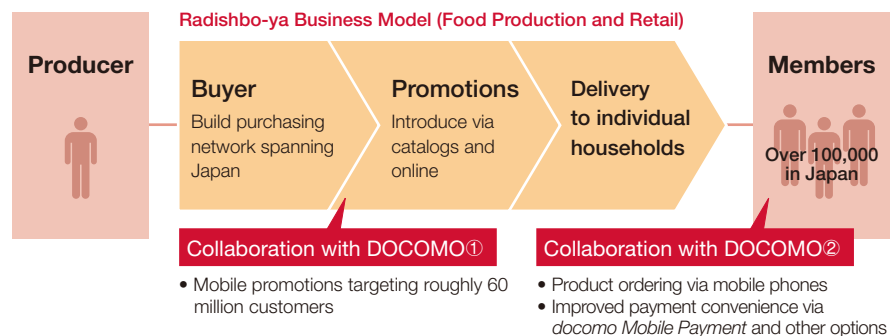 Radishbo-ya Business Model (Food Production and Retail)
Producer
Buyer
Build purchasing
network spanning
Japan
Promotions
Introduce via
catalogs and
online
Delivery
to individual
households
Members
Over 100,000
in Japan
Collaboration with DOCOMO①
• Mobile promotions targeting roughly 60
million customers
Collaboration with DOCOMO②
• Product ordering via mobile phones
• Improved payment convenience via
docomo Mobile Payment and other options